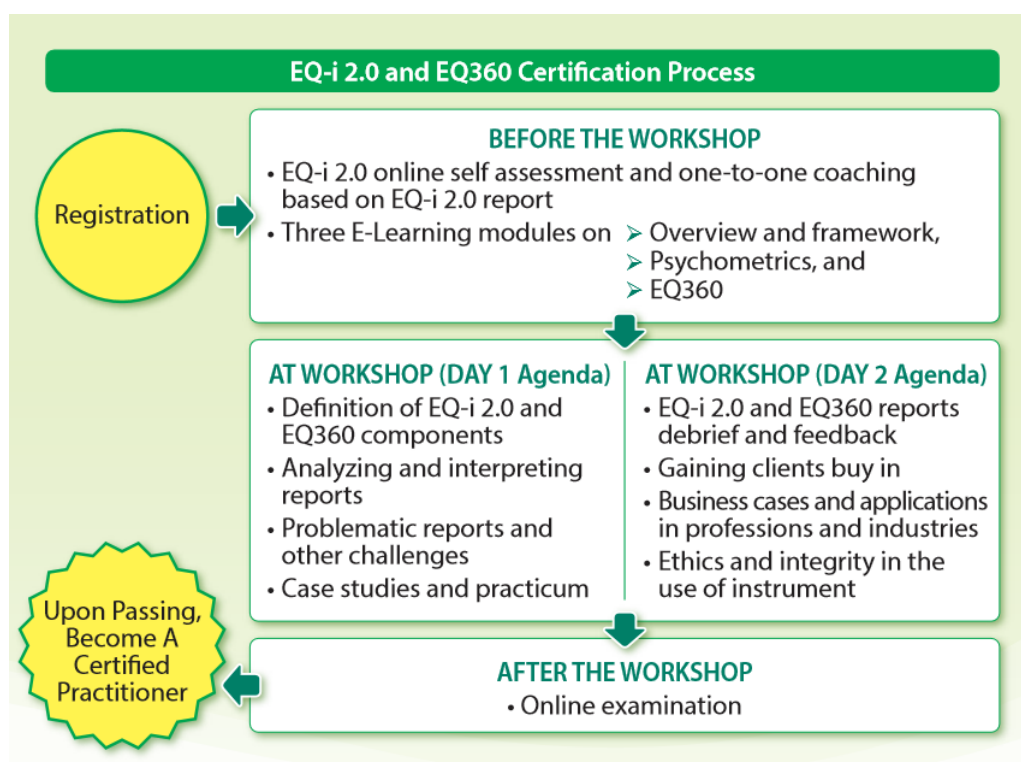 EQ-i 2.0 and EQ360 Certification Process
Registration
BEFORE THE WORKSHOP
• EQ-i 2.0 online self assessment and one-to-one coaching
based on EQ-i 2.0 report
• Three E-Learning modules on ➢ Overview and framework,
➢ Psychometrics, and
➢ EQ360
AT WORKSHOP (DAY 1 Agenda)
• Definition of EQ-i 2.0 and
EQ360 components
• Analyzing and interpreting
reports
• Problematic reports and
other challenges
• Case studies and practicum
AT WORKSHOP (DAY 2 Agenda)
• EQ-i 2.0 and EQ360 reports
debrief and feedback
• Gaining clients buy in
• Business cases and applications
in professions and industries
• Ethics and integrity in the
use of instrument
AFTER THE WORKSHOP
• Online examination
Upon Passing,
Become A
Certified
Practitioner